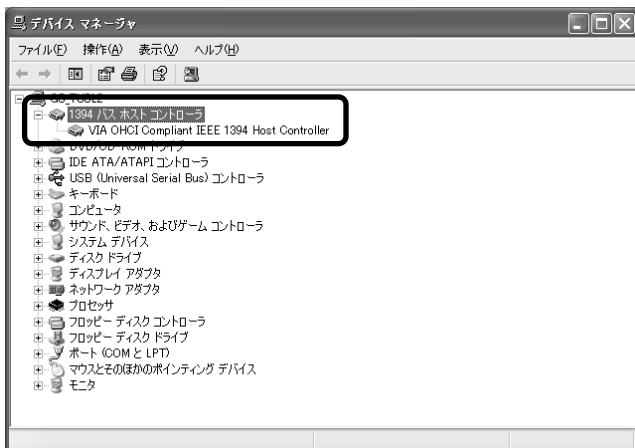 デバイス マネージャ
ファイル(F) 操作(A) 表示(V) ヘルプ(H)
1394 バス ホスト コントローラ
VIA OHCI Compliant IEEE 1394 Host Controller
DVD/CD-ROM ドライブ
IDE ATA/ATAPI コントローラ
USB (Universal Serial Bus) コントローラ
キーボード
コンピュータ
サウンド、ビデオ、およびゲーム コントローラ
システム デバイス
ディスク ドライブ
ディスプレイ アダプタ
ネットワーク アダプタ
プロセッサ
フロッピー ディスク コントローラ
フロッピー ディスク ドライブ
ポート (COM と LPT)
マウスとそのほかのポインティング デバイス
モニタ